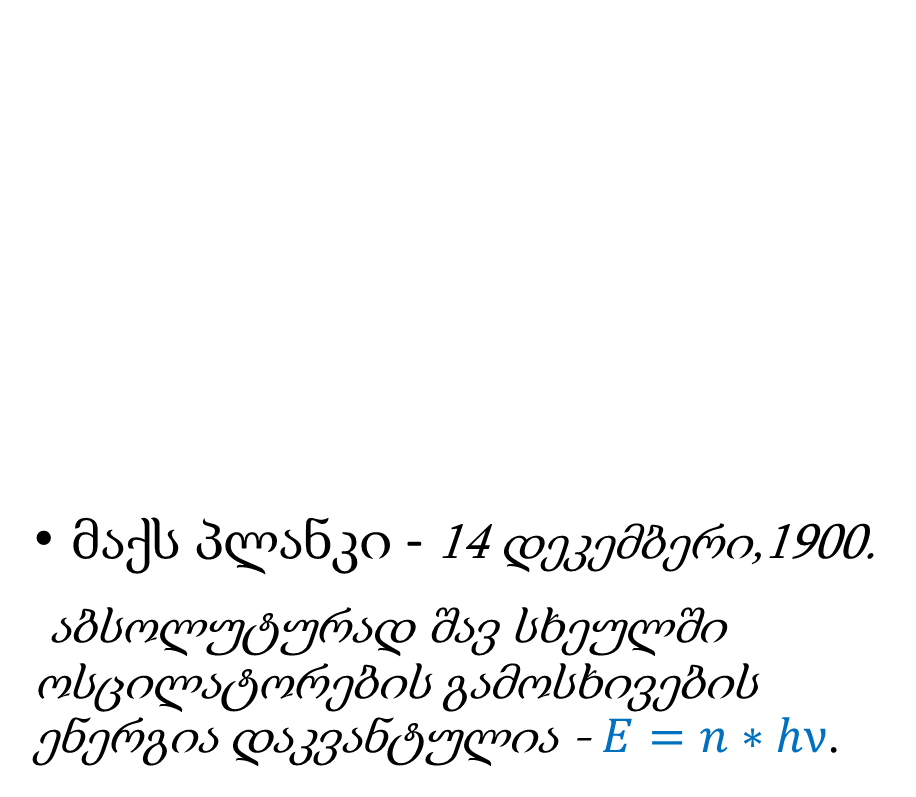 • მაქს პლანკი - 14 დეკემბერი,1900.
აბსოლუტურად შავ სხეულში
ოსცილატორების გამოსხივების
ენერგია დაკვანტულია – E = n ∗ hν.